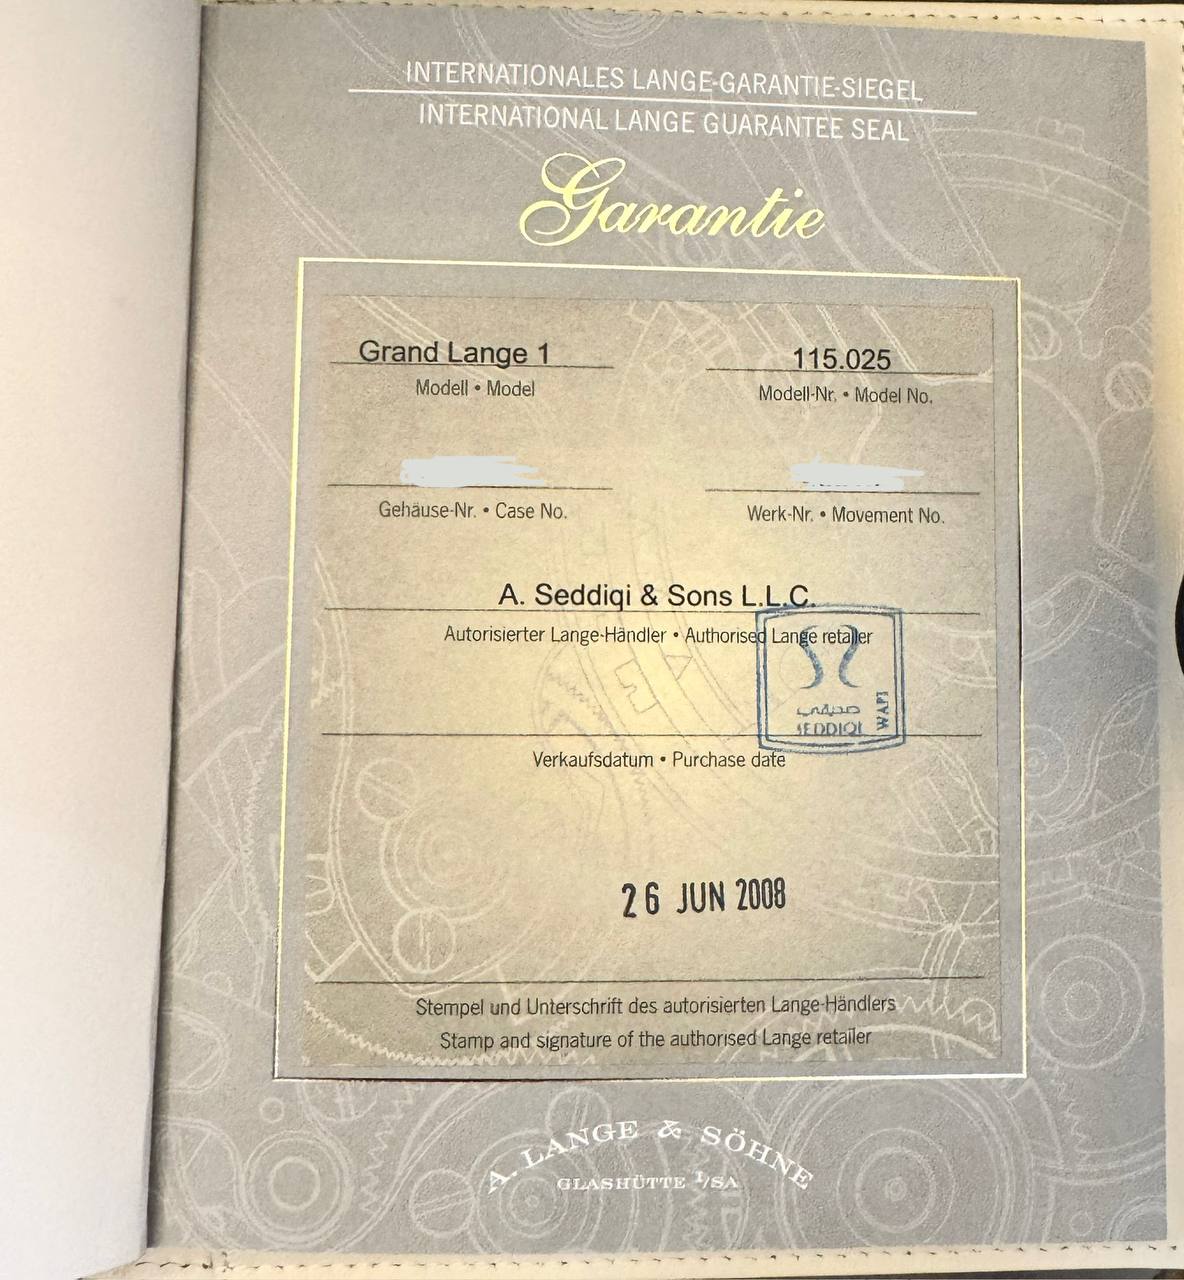 INTERNATIONALES LANGE-GARANTIE-SIEGEL
INTERNATIONAL LANGE GUARANTEE SEAL
Garantie
Grand Lange 1 115.025
Modell • Model Modell-Nr. • Model No.
Gehäuse-Nr. • Case No. Werk-Nr. • Movement No.
A. Seddiqi & Sons L.L.C.
Autorisierter Lange-Händler • Authorised Lange retailer
صديقي
SEDDIQI
WAFI
Verkaufsdatum • Purchase date
26 JUN 2008
Stempel und Unterschrift des autorisierten Lange-Händlers
Stamp and signature of the authorised Lange retailer
A. LANGE & SÖHNE
GLASHÜTTE I/SA